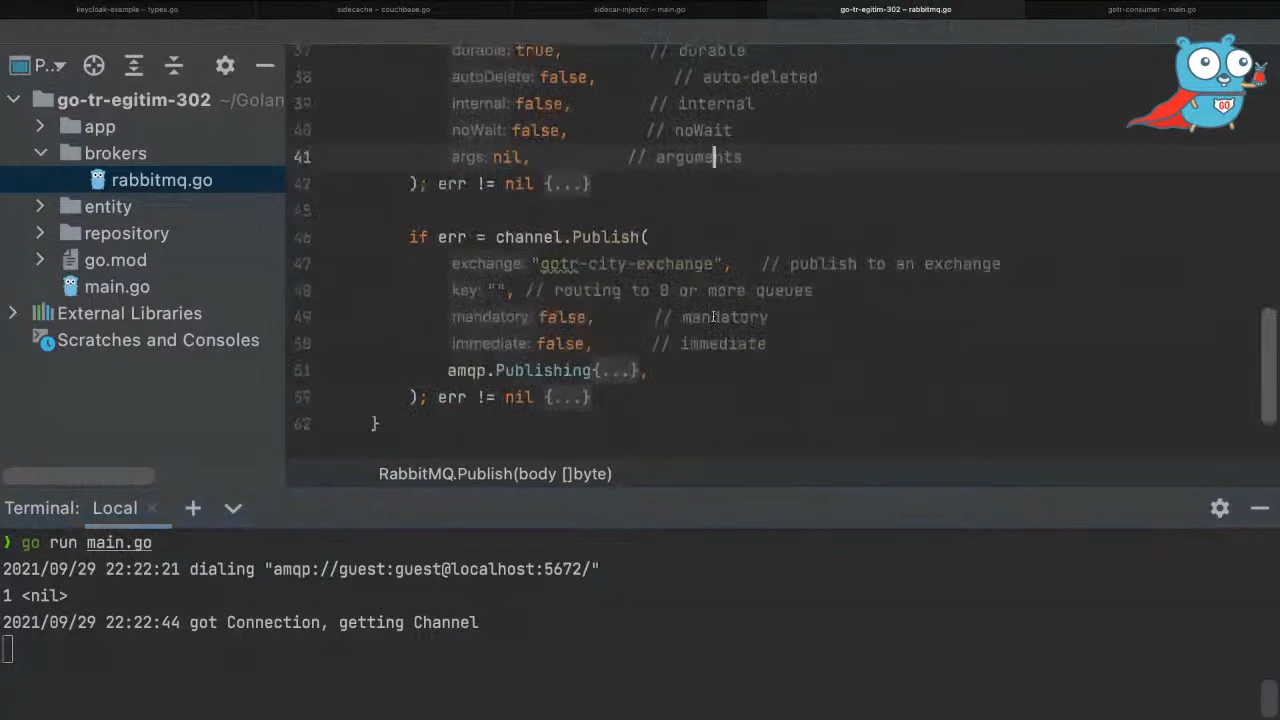 keycloak-example – types.go
sidecache – couchbase.go
sidecar-injector – main.go
go-tr-egitim-302 – rabbitmq.go
gotr-consumer – main.go
P...
go-tr-egitim-302 ~/Golan
app
brokers
rabbitmq.go
entity
repository
go.mod
main.go
External Libraries
Scratches and Consoles
37 durable: true, // durable
38 autoDelete: false, // auto-deleted
39 internal: false, // internal
40 noWait: false, // noWait
41 args: nil, // arguments
42 ); err != nil {...}
45
46 if err = channel.Publish(
47 exchange: "gotr-city-exchange", // publish to an exchange
48 key: "", // routing to 0 or more queues
49 mandatory: false, // mandatory
50 immediate: false, // immediate
51 amqp.Publishing{...},
59 ); err != nil {...}
62 }
RabbitMQ.Publish(body []byte)
GO
Terminal: Local × +
❯ go run main.go
2021/09/29 22:22:21 dialing "amqp://guest:guest@localhost:5672/"
1 <nil>
2021/09/29 22:22:44 got Connection, getting Channel